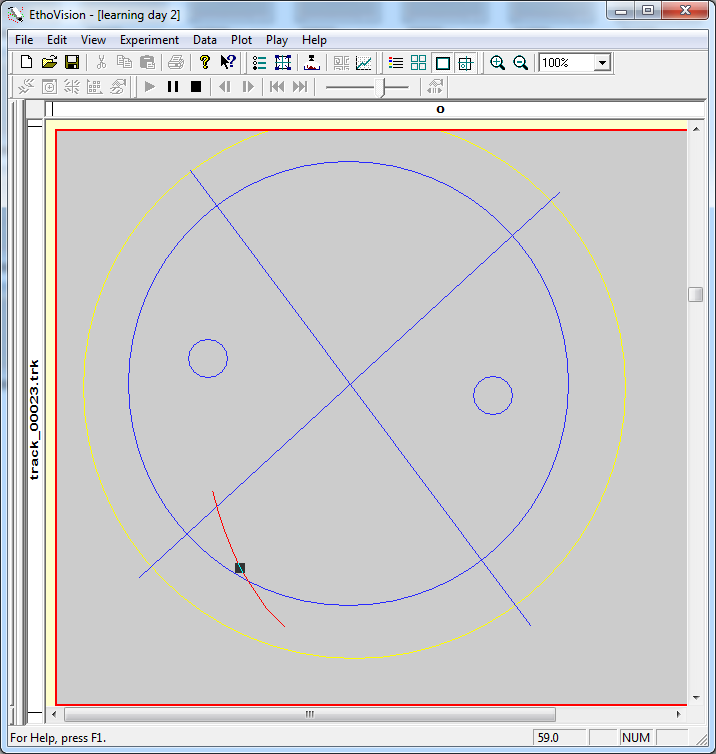 EthoVision - [learning day 2]
File Edit View Experiment Data Plot Play Help
100%
o
track_00023.trk
For Help, press F1.
59.0
NUM